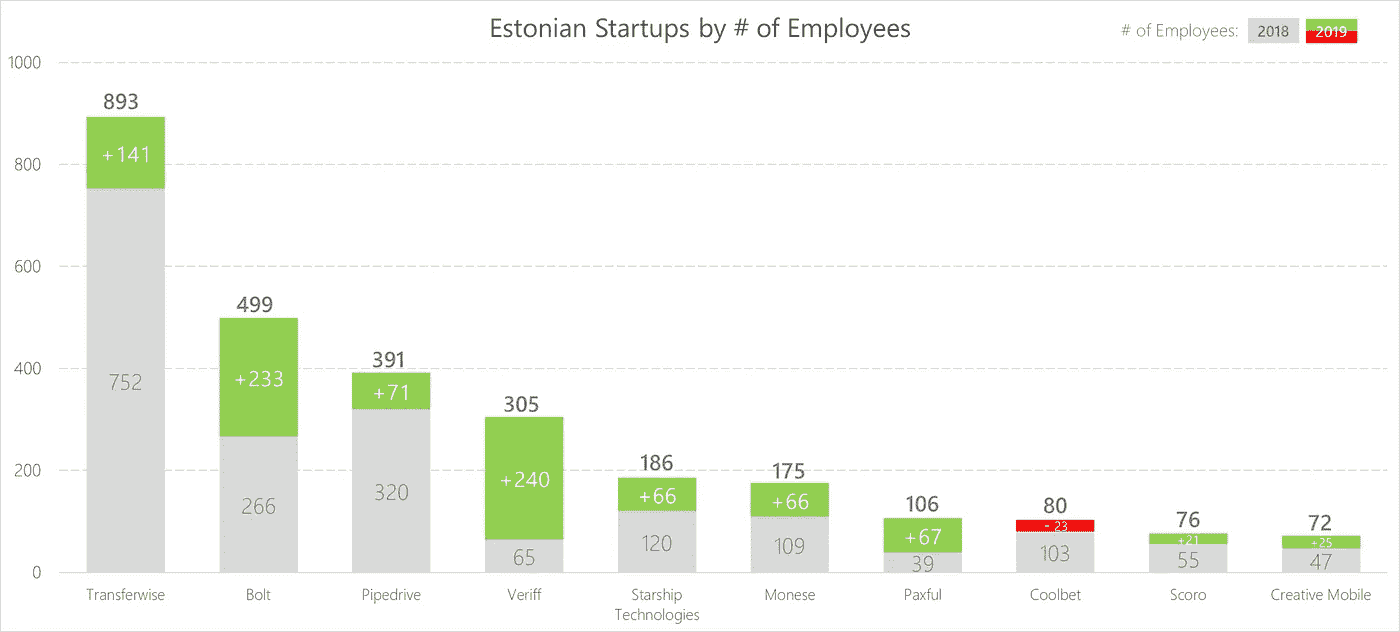 Estonian Startups by # of Employees
# of Employees: 2018 2019
1000
800
600
400
200
0
893
+141
752
499
+233
266
391
+71
320
305
+240
65
186
+66
120
175
+66
109
106
+67
39
80
- 23
103
76
+21
55
72
+25
47
Transferwise
Bolt
Pipedrive
Veriff
Starship
Technologies
Monese
Paxful
Coolbet
Scoro
Creative Mobile